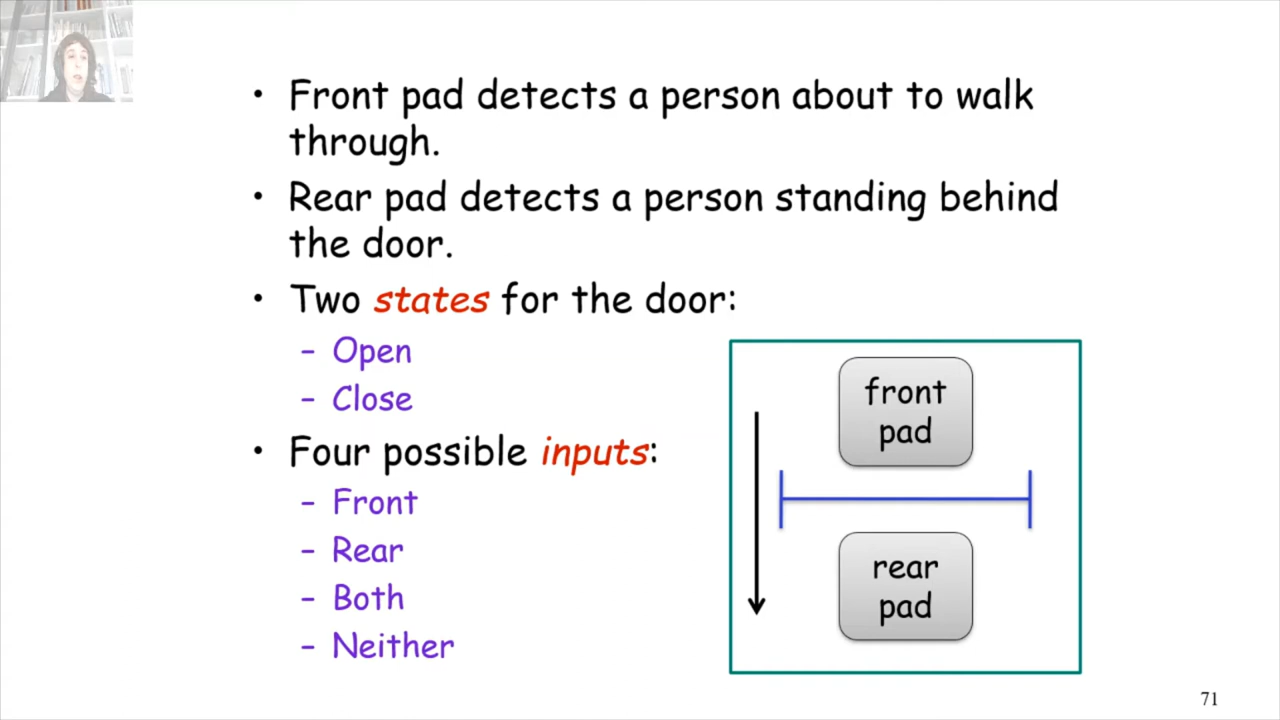 • Front pad detects a person about to walk
through.
• Rear pad detects a person standing behind
the door.
• Two states for the door:
– Open
– Close
• Four possible inputs:
– Front
– Rear
– Both
– Neither
front
pad
rear
pad
71